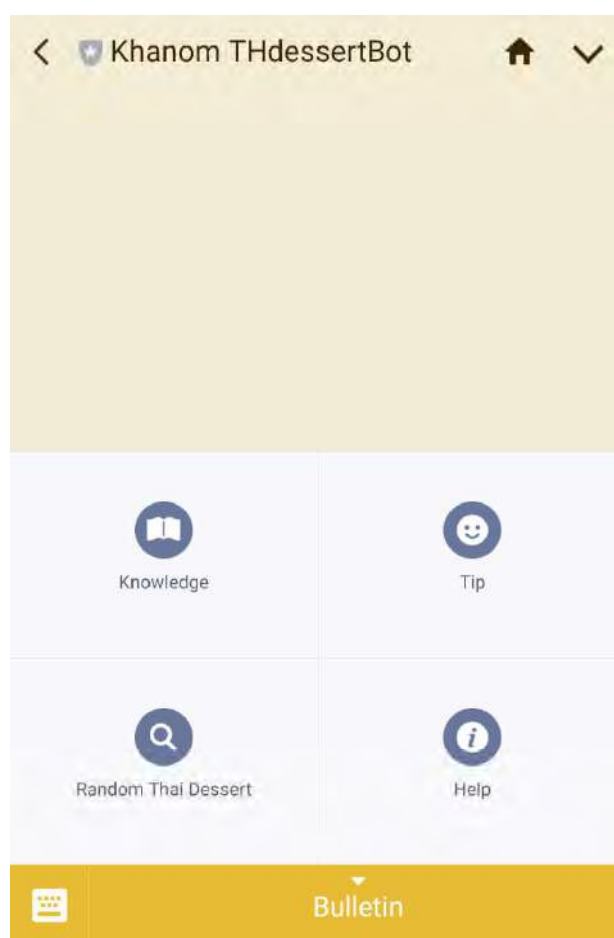 Khanom THdessertBot
Knowledge
Tip
Random Thai Dessert
Help
Bulletin